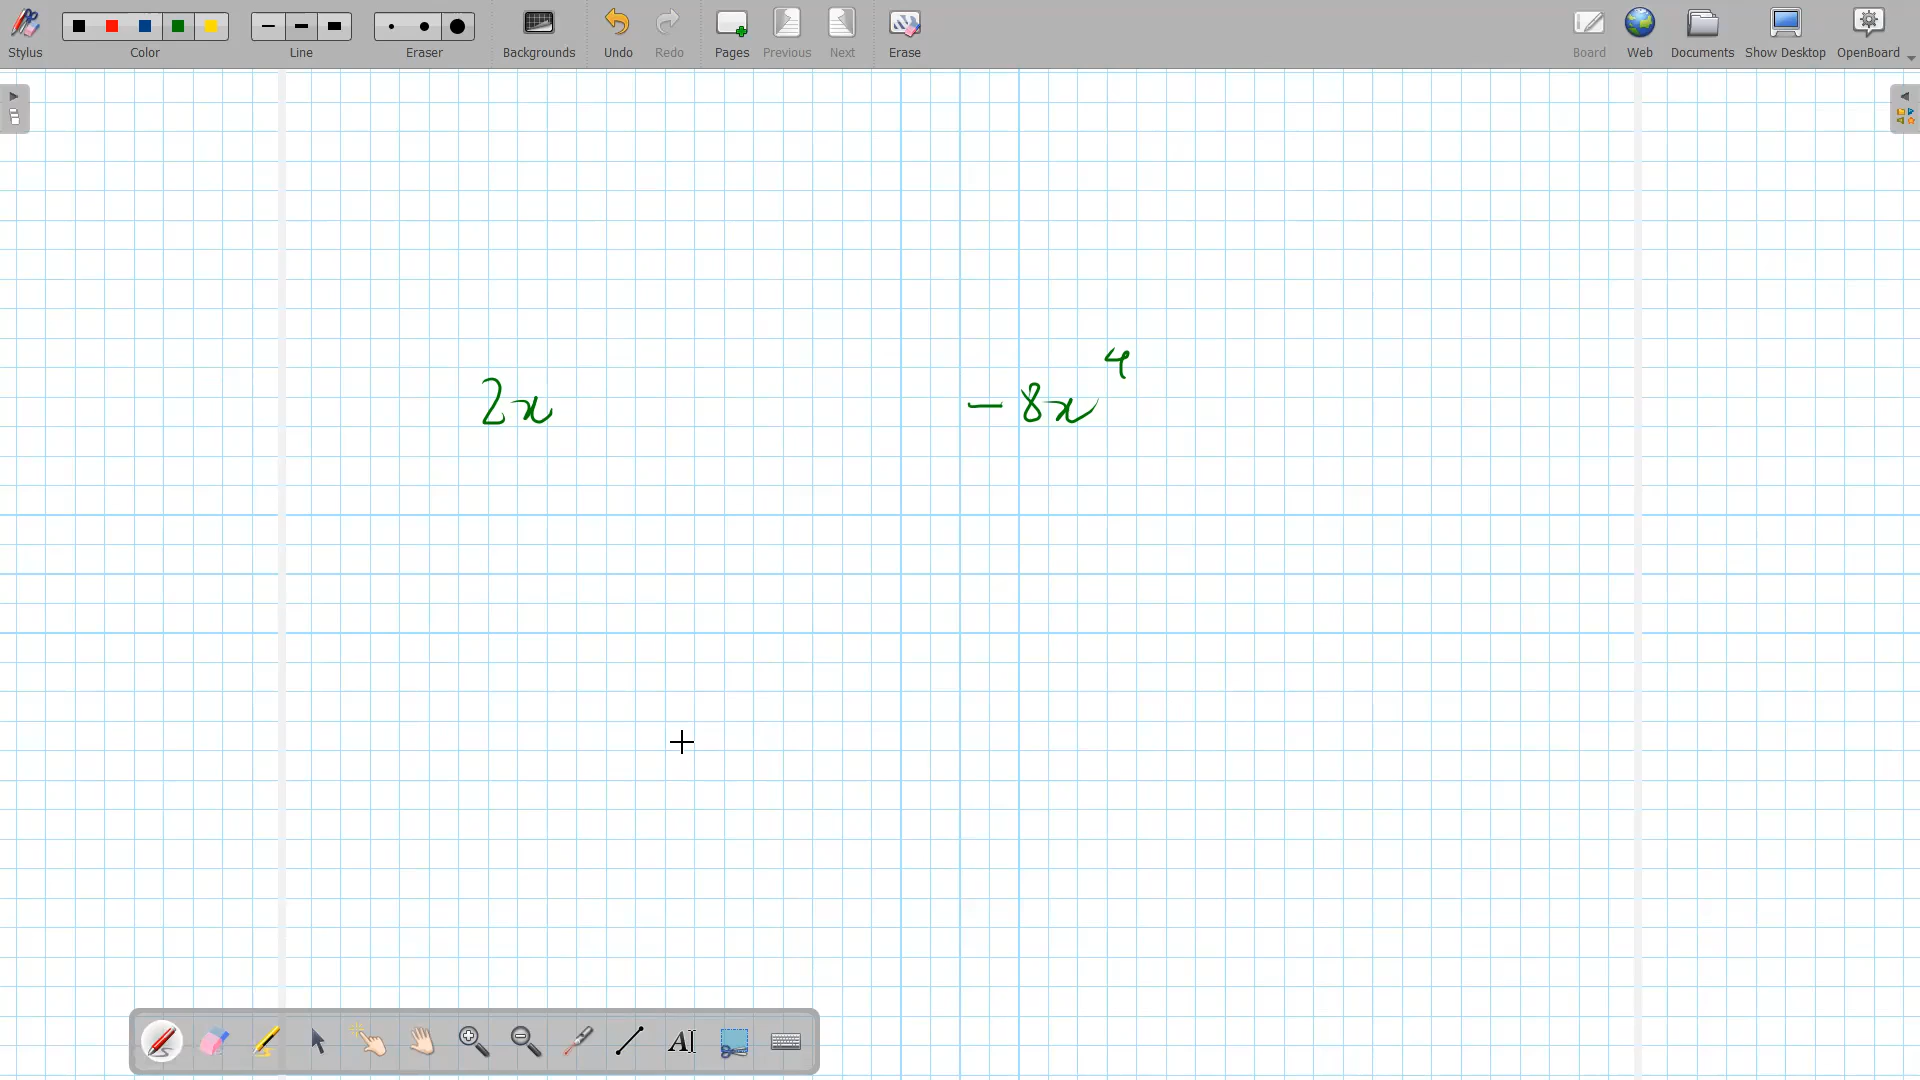 Stylus Color Line Eraser Backgrounds Undo Redo Pages Previous Next Erase Board Web Documents Show Desktop OpenBoard
2x -8x⁴
AI